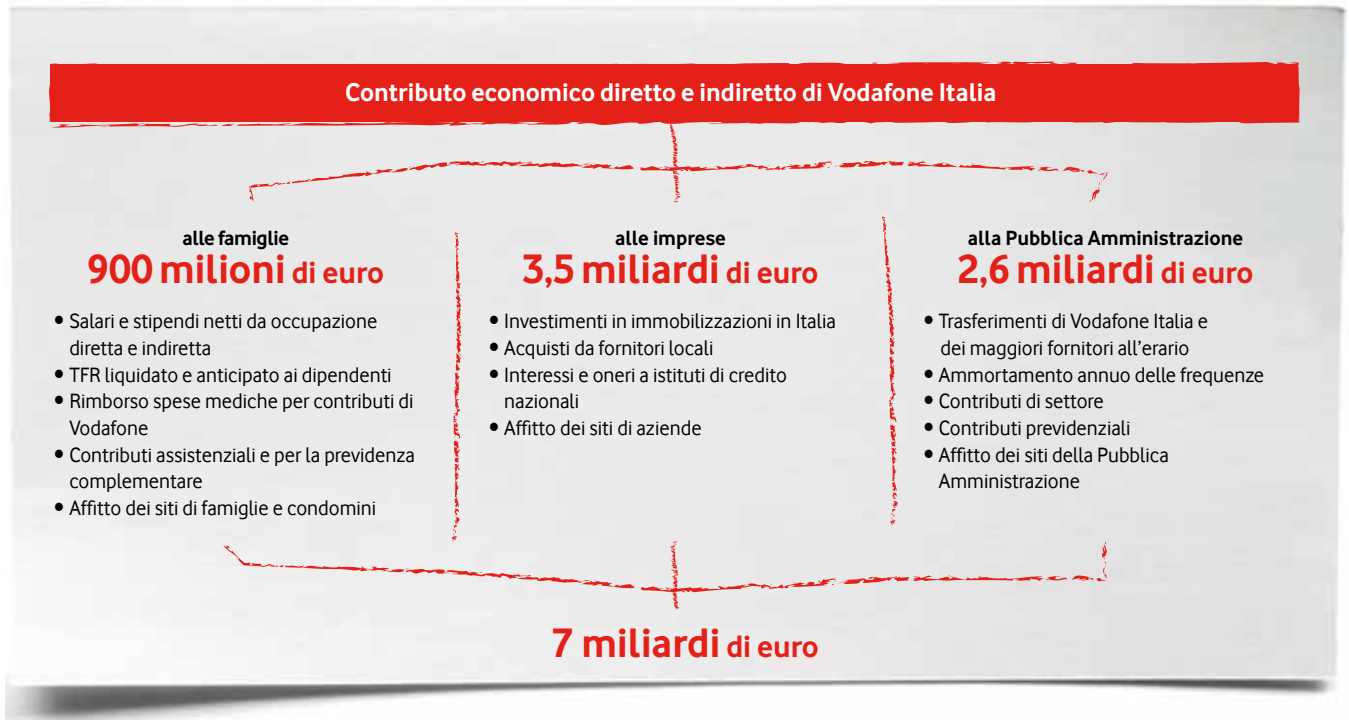 Contributo economico diretto e indiretto di Vodafone Italia
alle famiglie
900 milioni di euro
• Salari e stipendi netti da occupazione
diretta e indiretta
• TFR liquidato e anticipato ai dipendenti
• Rimborso spese mediche per contributi di
Vodafone
• Contributi assistenziali e per la previdenza
complementare
• Affitto dei siti di famiglie e condomini
alle imprese
3,5 miliardi di euro
• Investimenti in immobilizzazioni in Italia
• Acquisti da fornitori locali
• Interessi e oneri a istituti di credito
nazionali
• Affitto dei siti di aziende
alla Pubblica Amministrazione
2,6 miliardi di euro
• Trasferimenti di Vodafone Italia e
dei maggiori fornitori all'erario
• Ammortamento annuo delle frequenze
• Contributi di settore
• Contributi previdenziali
• Affitto dei siti della Pubblica
Amministrazione
7 miliardi di euro